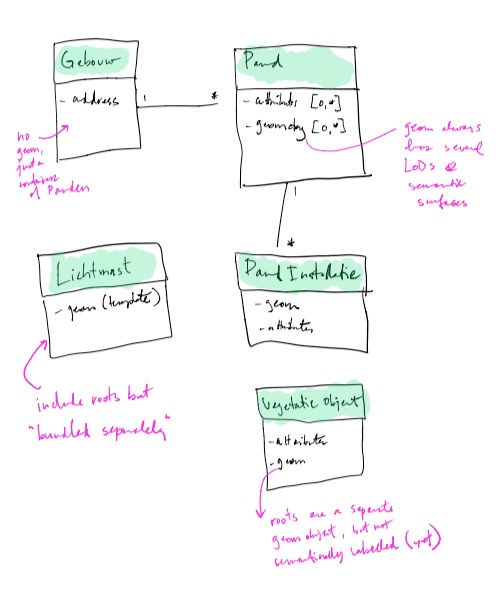 Gebouw
- address
1
*
no
geom,
just a
container
of Panden
Pand
- attributes [0,*]
- geometry [0,*]
geom always
has several
LoDs &
semantic
surfaces
1
*
Lichtmast
- geom (template)
include roots but
"bundled separately"
Pand Installatie
- geom
- attributes
Vegetatie Object
- attributes
- geom
roots are a separate
geom object, but not
semantically labelled (yet)